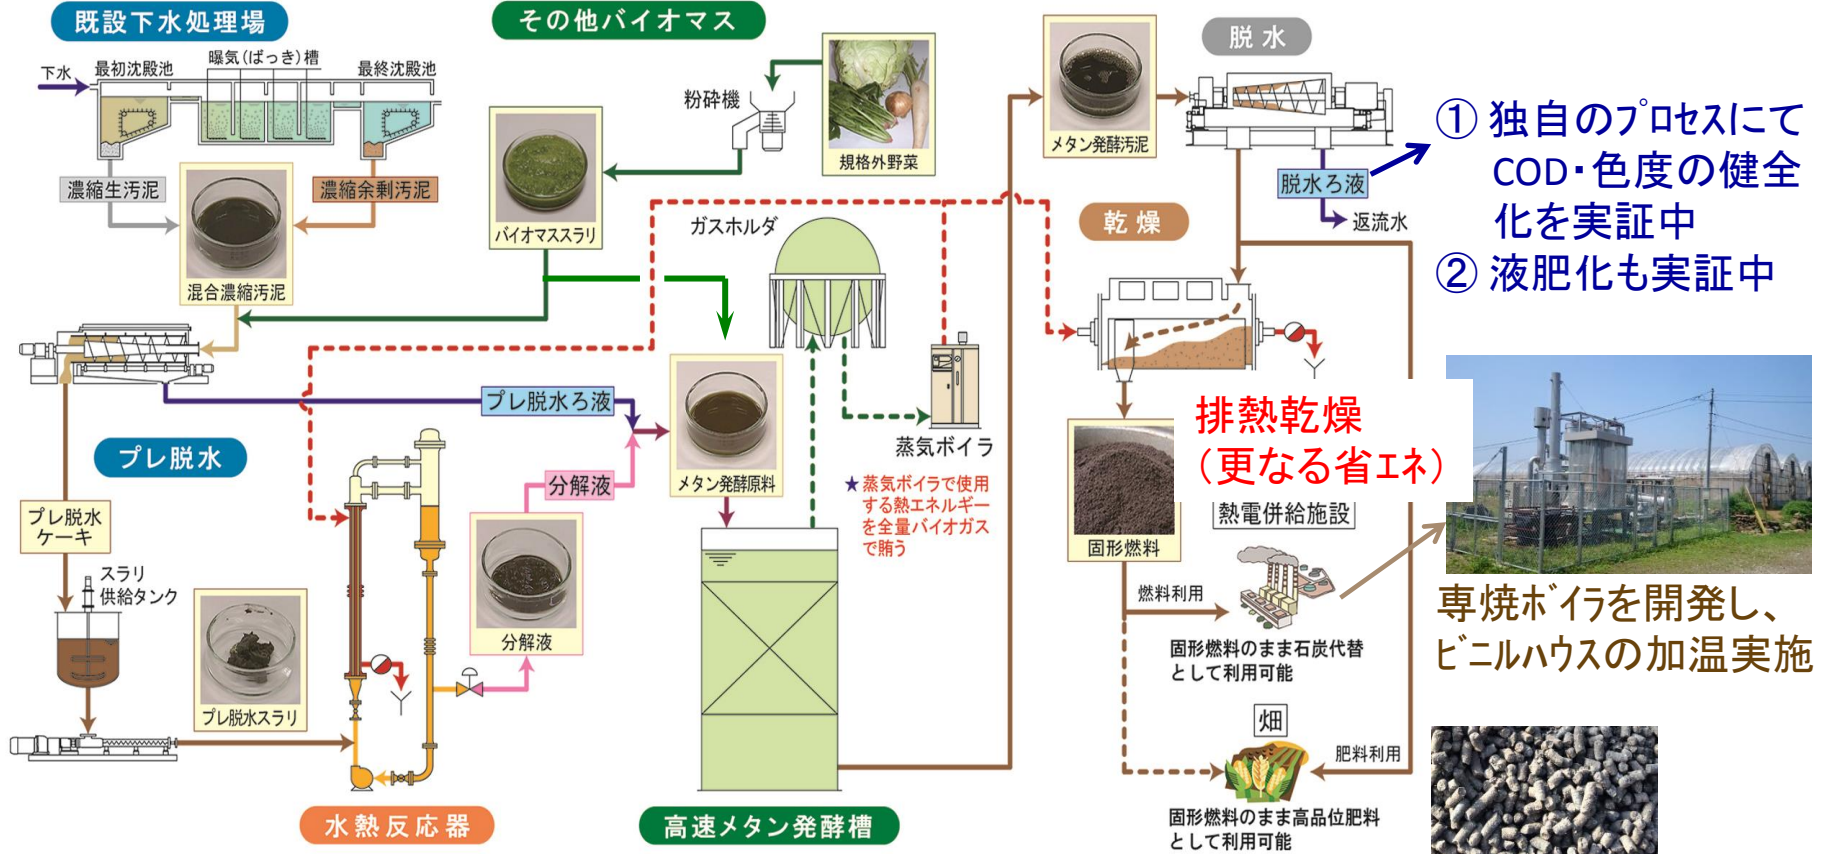 既設下水処理場
下水
最初沈殿池
曝気(ばっき)槽
最終沈殿池
濃縮生汚泥
濃縮余剰汚泥
混合濃縮汚泥
その他バイオマス
粉砕機
規格外野菜
バイオマススラリ
ガスホルダ
プレ脱水
プレ脱水ろ液
プレ脱水
ケーキ
スラリ
供給タンク
プレ脱水スラリ
水熱反応器
分解液
分解液
メタン発酵原料
蒸気ボイラ
★蒸気ボイラで使用
する熱エネルギー
を全量バイオガス
で賄う
高速メタン発酵槽
メタン発酵汚泥
脱水
脱水ろ液
返流水
① 独自のプロセスにて
COD・色度の健全
化を実証中
② 液肥化も実証中
乾燥
排熱乾燥
(更なる省エネ)
固形燃料
熱電併給施設
燃料利用
固形燃料のまま石炭代替
として利用可能
専焼ボイラを開発し、
ビニルハウスの加温実施
畑
肥料利用
固形燃料のまま高品位肥料
として利用可能